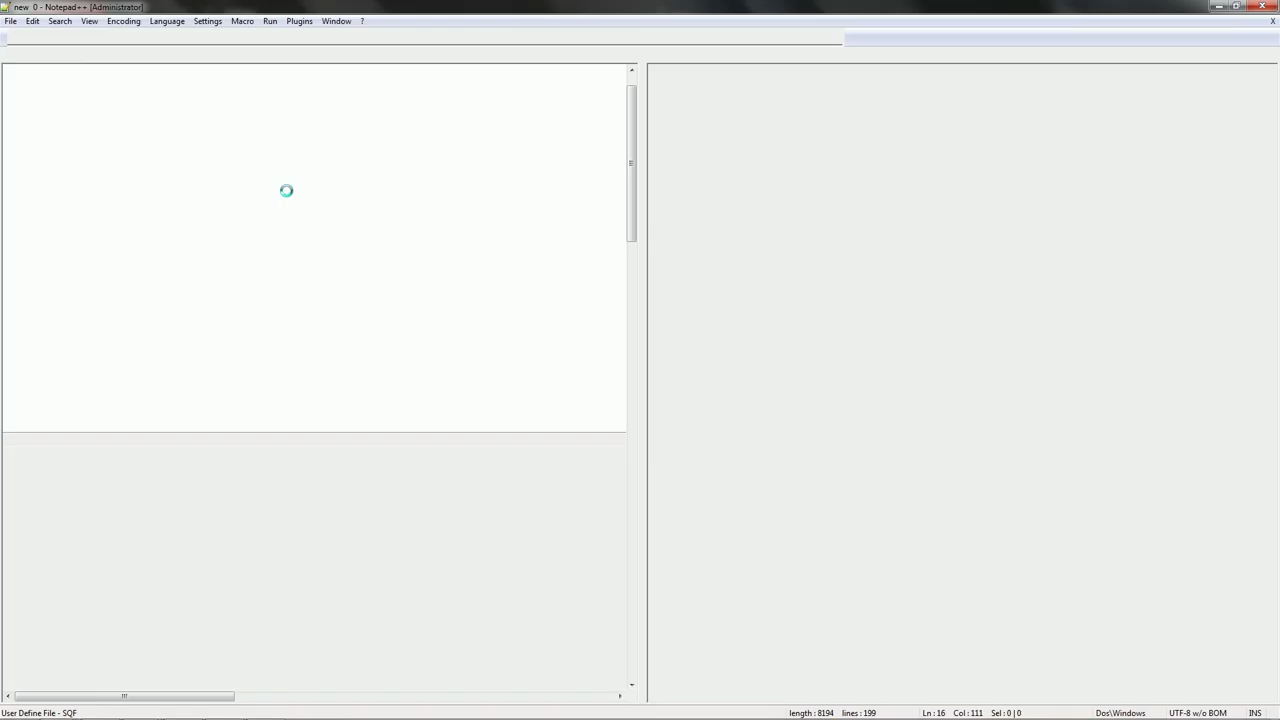 new  0 - Notepad++ [Administrator]
File Edit Search View Encoding Language Settings Macro Run Plugins Window ? X
User Define File - SQF length : 8194 lines : 199 Ln : 16 Col : 111 Sel : 0 | 0 Dos\Windows UTF-8 w/o BOM INS